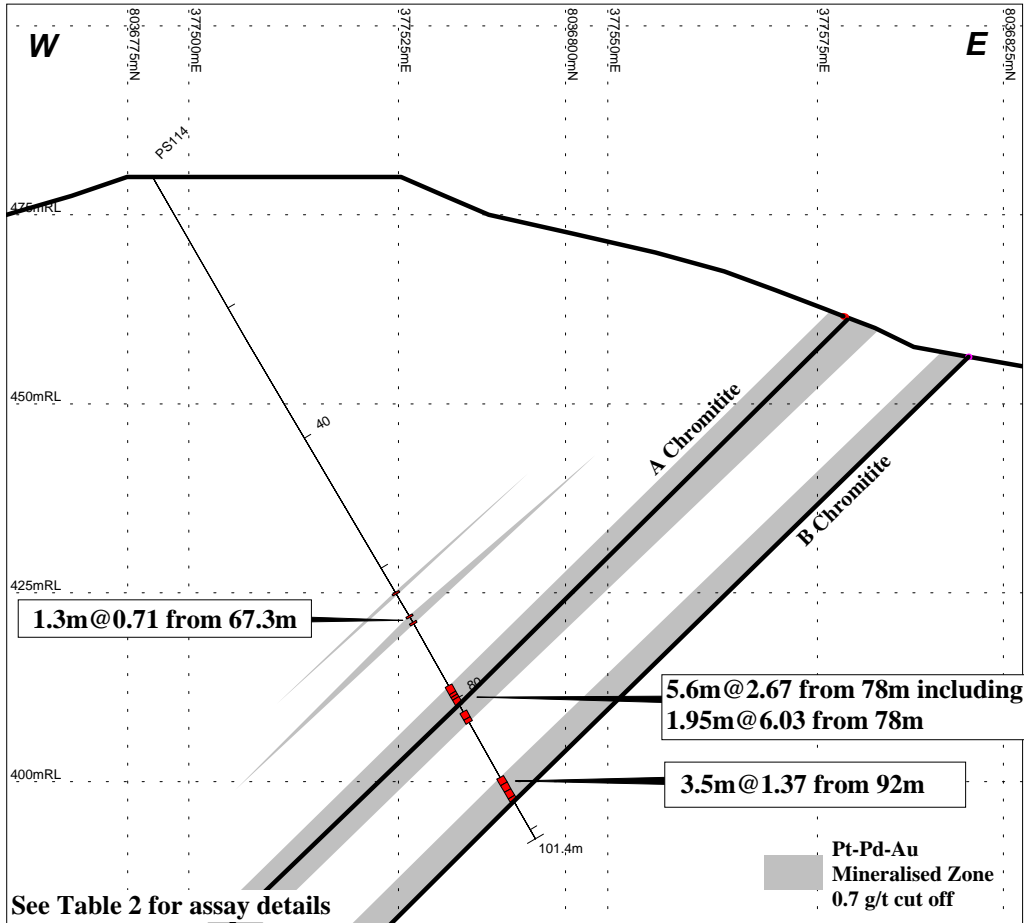 8036775mN
377500mE
377525mE
8036800mN
377550mE
377575mE
8036825mN
W
E
PS114
475mRL
450mRL
40
A Chromitite
B Chromitite
425mRL
1.3m@0.71 from 67.3m
80
5.6m@2.67 from 78m including
1.95m@6.03 from 78m
400mRL
3.5m@1.37 from 92m
101.4m
Pt-Pd-Au
Mineralised Zone
0.7 g/t cut off
See Table 2 for assay details